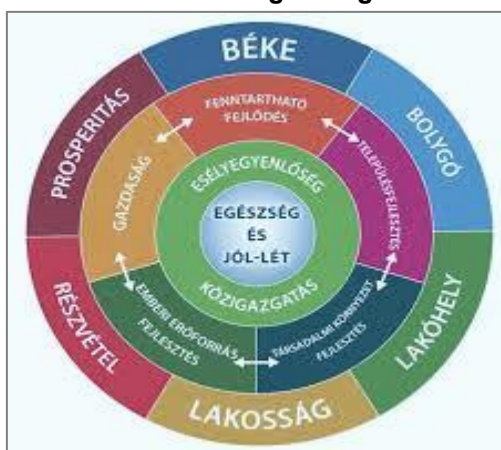 BÉKE
BOLYGÓ
LAKÓHELY
LAKOSSÁG
RÉSZVÉTEL
PROSPERITÁS
FENNTARTHATÓ
FEJLŐDÉS
TELEPÜLÉSFEJLESZTÉS
TÁRSADALMI KÖRNYEZET
FEJLESZTÉS
EMBERI ERŐFORRÁS
FEJLESZTÉS
GAZDASÁG
ESÉLYEGYENLŐSÉG
EGÉSZSÉG
ÉS
JÓL-LÉT
KÖZIGAZGATÁS